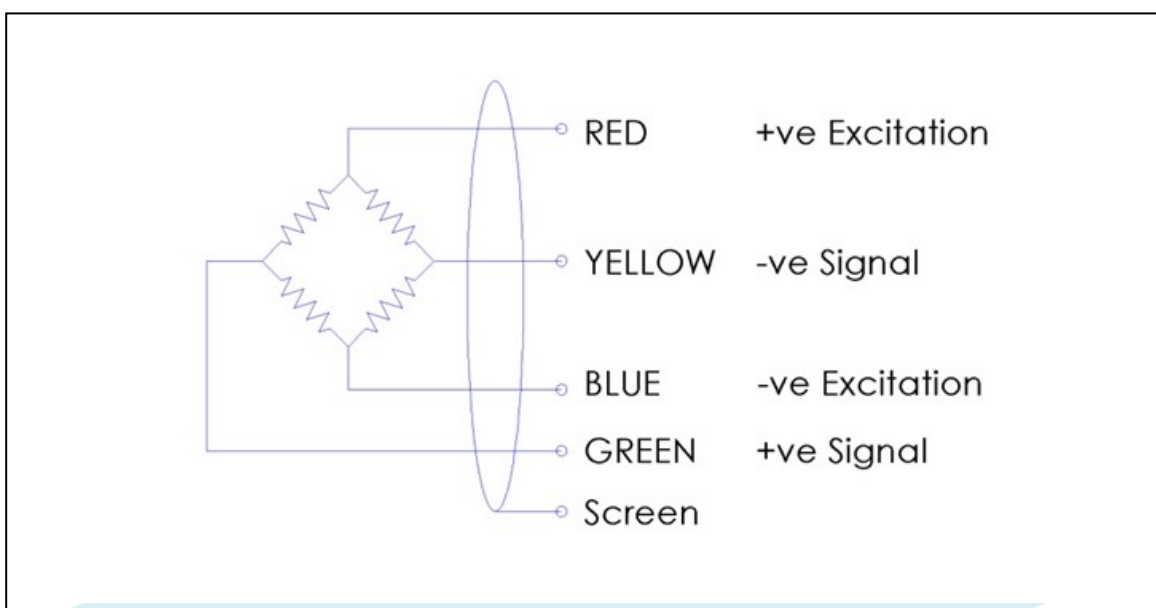 RED +ve Excitation
YELLOW -ve Signal
BLUE -ve Excitation
GREEN +ve Signal
Screen